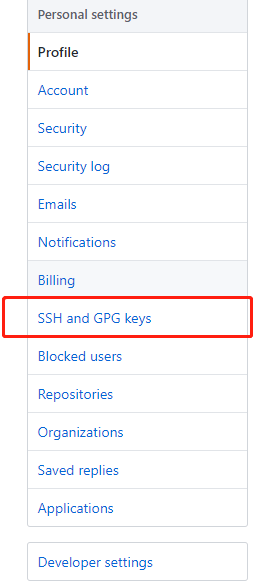 Personal settings
Profile
Account
Security
Security log
Emails
Notifications
Billing
SSH and GPG keys
Blocked users
Repositories
Organizations
Saved replies
Applications
Developer settings